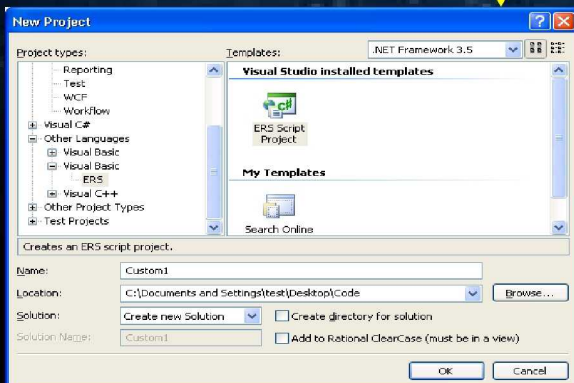 New Project
Project types:
Templates:
.NET Framework 3.5
Reporting
Test
WCF
Workflow
Visual C#
Other Languages
Visual Basic
Visual Basic
ERS
Visual C++
Other Project Types
Test Projects
Visual Studio installed templates
ERS Script
Project
My Templates
Search Online
Creates an ERS script project.
Name:
Custom1
Location:
C:\Documents and Settings\test\Desktop\Code
Browse...
Solution:
Create new Solution
Create directory for solution
Solution Name:
Custom1
Add to Rational ClearCase (must be in a view)
OK
Cancel